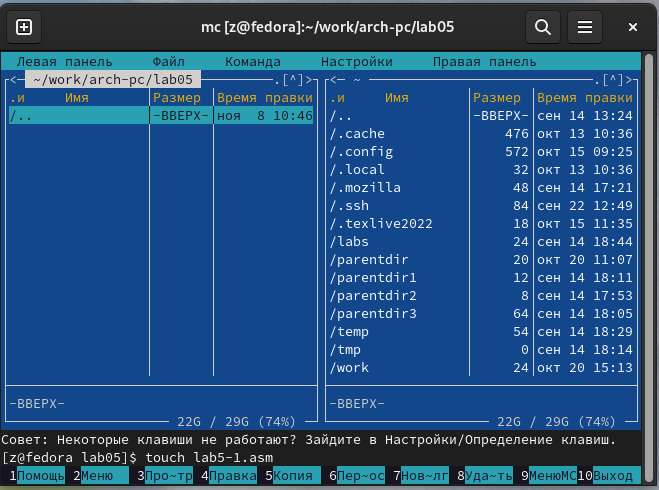 mc [z@fedora]:~/work/arch-pc/lab05
Левая панель Файл Команда Настройки Правая панель
<— ~/work/arch-pc/lab05 .[^]> <— ~ .[^]>
.и Имя Размер Время правки .и Имя Размер Время правки
/.. -ВВЕРХ- ноя 8 10:46 /.. -ВВЕРХ- сен 14 13:24
/.cache 476 окт 13 10:36
/.config 572 окт 15 09:25
/.local 32 окт 13 10:36
/.mozilla 48 сен 14 17:21
/.ssh 84 сен 22 12:49
/.texlive2022 18 окт 15 11:35
/labs 24 сен 14 18:44
/parentdir 20 окт 20 11:07
/parentdir1 12 сен 14 18:11
/parentdir2 8 сен 14 17:53
/parentdir3 64 сен 14 18:05
/temp 54 сен 14 18:29
/tmp 0 сен 14 18:14
/work 24 окт 20 15:13
-ВВЕРХ- -ВВЕРХ-
22G / 29G (74%) 22G / 29G (74%)
Совет: Некоторые клавиши не работают? Зайдите в Настройки/Определение клавиш.
[z@fedora lab05]$ touch lab5-1.asm
1Помощь 2Меню 3Про~тр 4Правка 5Копия 6Пер~ос 7Нов~лг 8Уда~ть 9МенюМС 10Выход